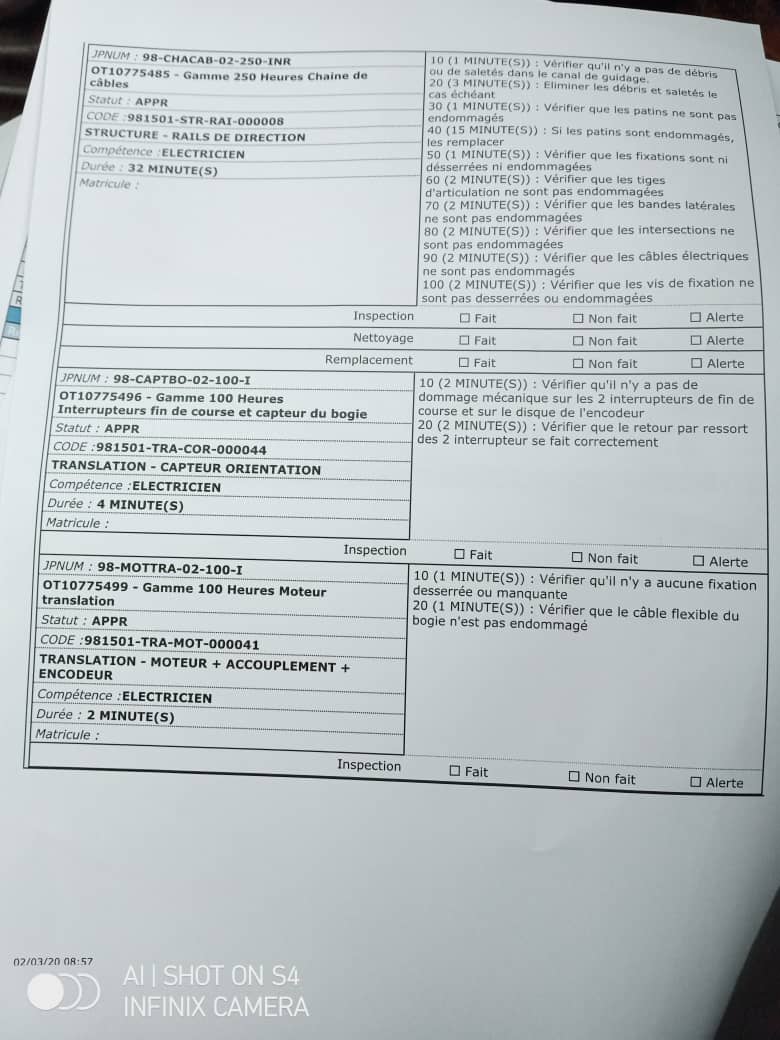 JPNUM : 98-CHACAB-02-250-INR
OT10775485 - Gamme 250 Heures Chaine de
câbles
Statut : APPR
CODE :981501-STR-RAI-000008
STRUCTURE - RAILS DE DIRECTION
Compétence :ELECTRICIEN
Durée : 32 MINUTE(S)
Matricule :
10 (1 MINUTE(S)) : Vérifier qu'il n'y a pas de débris
ou de saletés dans le canal de guidage.
20 (3 MINUTE(S)) : Eliminer les débris et saletés le
cas échéant
30 (1 MINUTE(S)) : Vérifier que les patins ne sont pas
endommagés
40 (15 MINUTE(S)) : Si les patins sont endommagés,
les remplacer
50 (1 MINUTE(S)) : Vérifier que les fixations sont ni
désserrées ni endommagées
60 (2 MINUTE(S)) : Vérifier que les tiges
d'articulation ne sont pas endommagées
70 (2 MINUTE(S)) : Vérifier que les bandes latérales
ne sont pas endommagées
80 (2 MINUTE(S)) : Vérifier que les intersections ne
sont pas endommagées
90 (2 MINUTE(S)) : Vérifier que les câbles électriques
ne sont pas endommagés
100 (2 MINUTE(S)) : Vérifier que les vis de fixation ne
sont pas desserrées ou endommagées
Inspection ☐ Fait ☐ Non fait ☐ Alerte
Nettoyage ☐ Fait ☐ Non fait ☐ Alerte
Remplacement ☐ Fait ☐ Non fait ☐ Alerte
JPNUM : 98-CAPTBO-02-100-I
OT10775496 - Gamme 100 Heures
Interrupteurs fin de course et capteur du bogie
Statut : APPR
CODE :981501-TRA-COR-000044
TRANSLATION - CAPTEUR ORIENTATION
Compétence :ELECTRICIEN
Durée : 4 MINUTE(S)
Matricule :
10 (2 MINUTE(S)) : Vérifier qu'il n'y a pas de
dommage mécanique sur les 2 interrupteurs de fin de
course et sur le disque de l'encodeur
20 (2 MINUTE(S)) : Vérifier que le retour par ressort
des 2 interrupteur se fait correctement
Inspection ☐ Fait ☐ Non fait ☐ Alerte
JPNUM : 98-MOTTRA-02-100-I
OT10775499 - Gamme 100 Heures Moteur
translation
Statut : APPR
CODE :981501-TRA-MOT-000041
TRANSLATION - MOTEUR + ACCOUPLEMENT +
ENCODEUR
Compétence :ELECTRICIEN
Durée : 2 MINUTE(S)
Matricule :
10 (1 MINUTE(S)) : Vérifier qu'il n'y a aucune fixation
desserrée ou manquante
20 (1 MINUTE(S)) : Vérifier que le câble flexible du
bogie n'est pas endommagé
Inspection ☐ Fait ☐ Non fait ☐ Alerte
02/03/20 08:57
AI | SHOT ON S4
INFINIX CAMERA